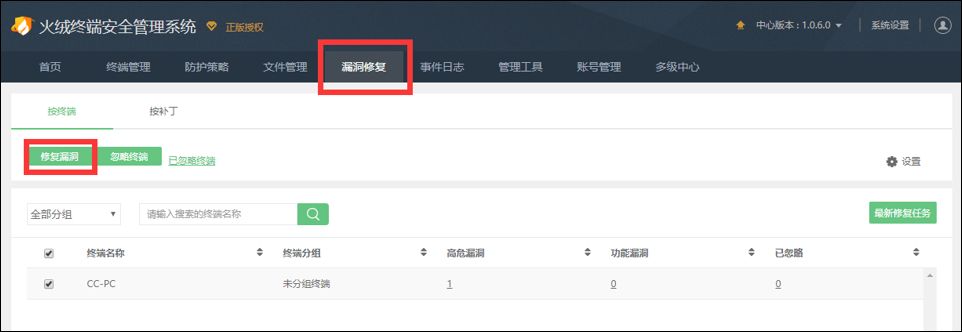 火绒终端安全管理系统 正版授权 中心版本：1.0.6.0 系统设置
首页 终端管理 防护策略 文件管理 漏洞修复 事件日志 管理工具 账号管理 多级中心
按终端 按补丁
修复漏洞 忽略终端 已忽略终端 设置
全部分组 请输入搜索的终端名称 最新修复任务
终端名称 终端分组 高危漏洞 功能漏洞 已忽略
CC-PC 未分组终端 1 0 0